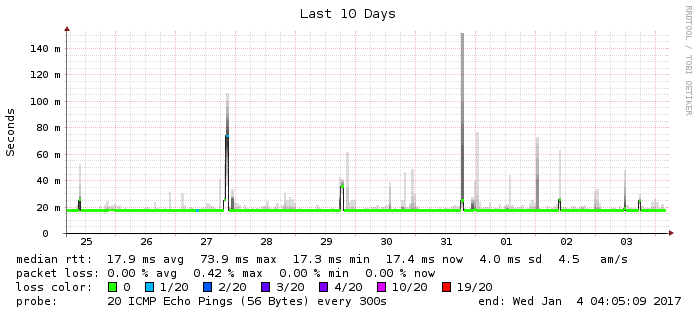 Last 10 Days
RRDTOOL / TOBI OETIKER
Seconds
140 m
120 m
100 m
80 m
60 m
40 m
20 m
0
25 26 27 28 29 30 31 01 02 03
median rtt: 17.9 ms avg 73.9 ms max 17.3 ms min 17.4 ms now 4.0 ms sd 4.5 am/s
packet loss: 0.00 % avg 0.42 % max 0.00 % min 0.00 % now
loss color: 0 1/20 2/20 3/20 4/20 10/20 19/20
probe: 20 ICMP Echo Pings (56 Bytes) every 300s end: Wed Jan 4 04:05:09 2017